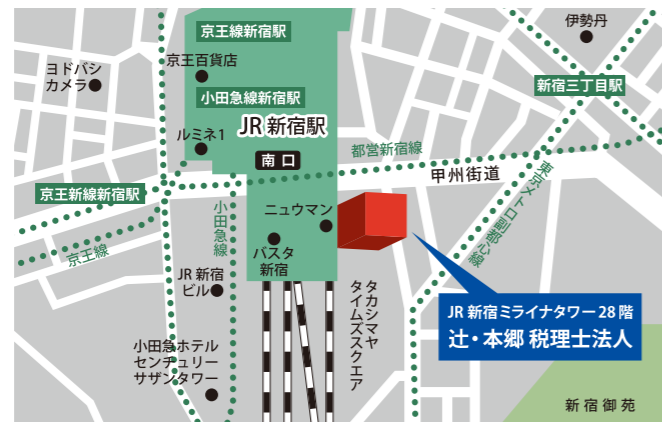 京王線新宿駅
伊勢丹
京王百貨店
ヨドバシ
カメラ
小田急線新宿駅
新宿三丁目駅
JR 新宿駅
ルミネ1
南口
都営新宿線
甲州街道
京王新線新宿駅
小田急線
ニュウマン
東京メトロ副都心線
京王線
バスタ
新宿
JR 新宿
ビル
タカシマヤ
タイムズスクエア
JR 新宿ミライナタワー 28 階
辻・本郷 税理士法人
小田急ホテル
センチュリー
サザンタワー
新宿御苑